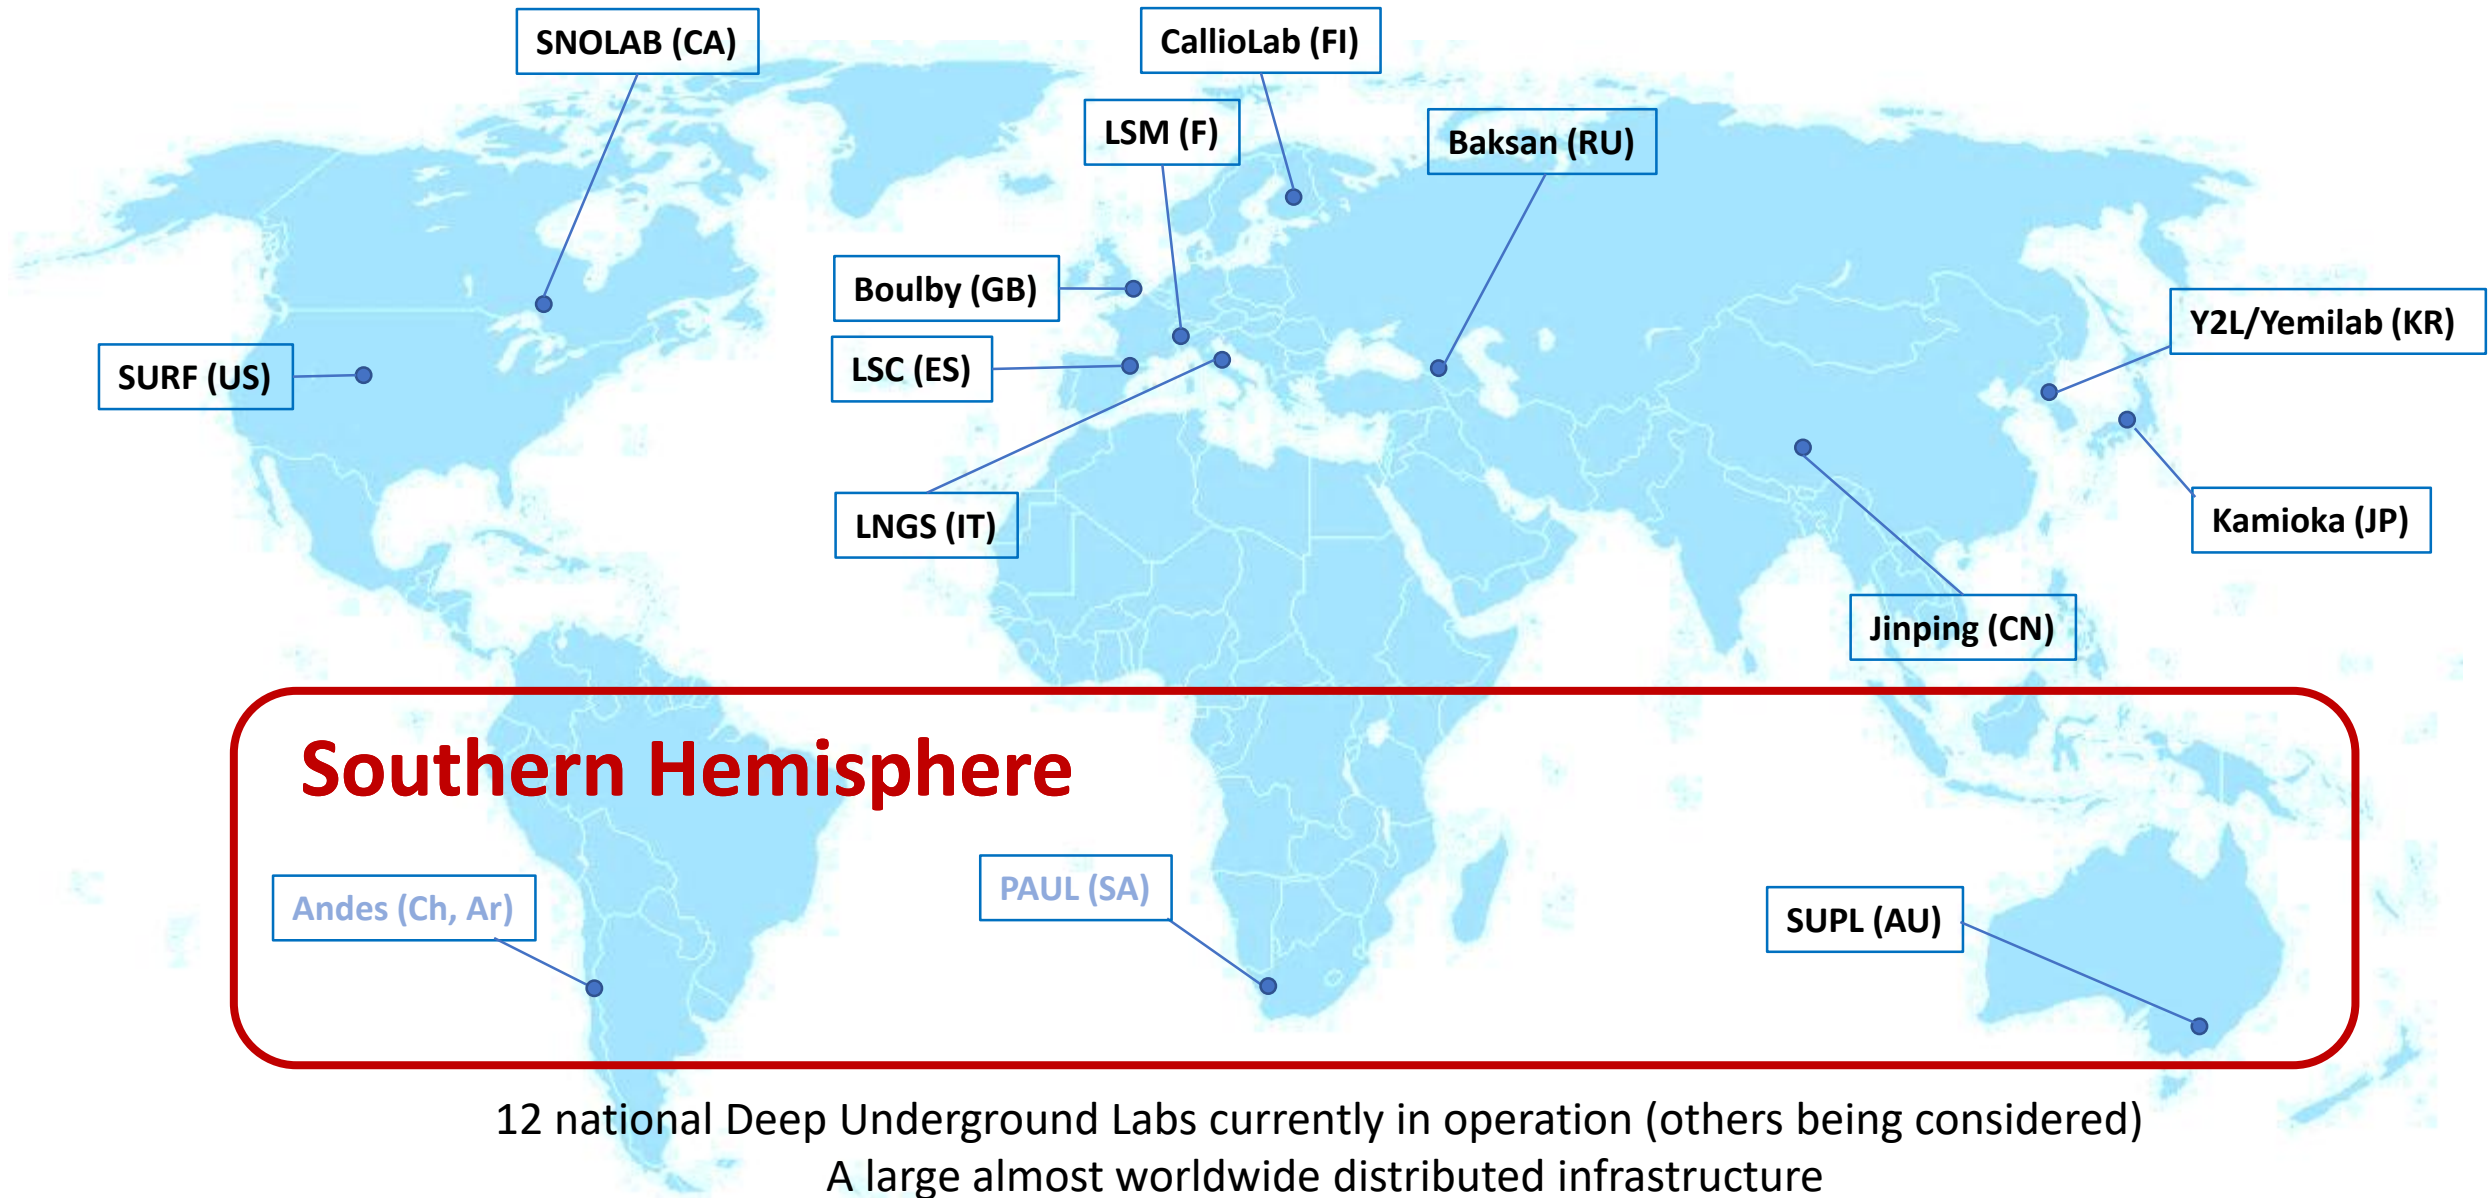 SNOLAB (CA)
CallioLab (FI)
LSM (F)
Baksan (RU)
Boulby (GB)
Y2L/Yemilab (KR)
SURF (US)
LSC (ES)
LNGS (IT)
Kamioka (JP)
Jinping (CN)
Southern Hemisphere
Andes (Ch, Ar)
PAUL (SA)
SUPL (AU)
12 national Deep Underground Labs currently in operation (others being considered)
A large almost worldwide distributed infrastructure